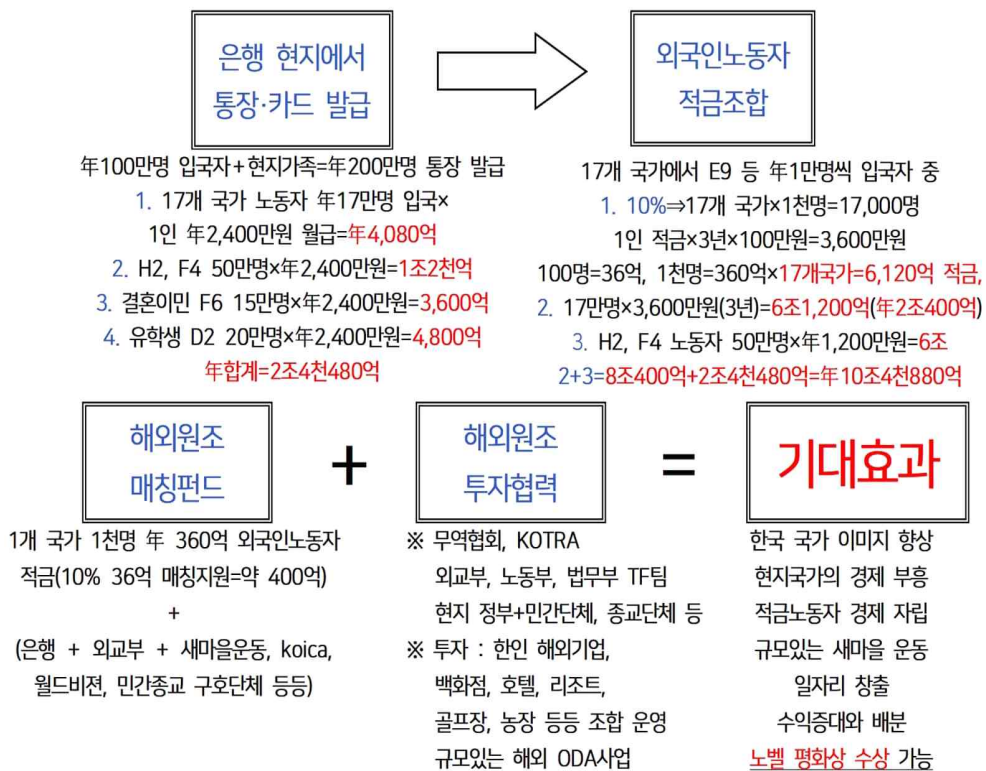 은행 현지에서
통장·카드 발급
외국인노동자
적금조합
年100만명 입국자+현지가족=年200만명 통장 발급
1. 17개 국가 노동자 年17만명 입국×
1인 年2,400만원 월급=年4,080억
2. H2, F4 50만명×年2,400만원=1조2천억
3. 결혼이민 F6 15만명×年2,400만원=3,600억
4. 유학생 D2 20만명×年2,400만원=4,800억
年합계=2조4천480억
17개 국가에서 E9 등 年1만명씩 입국자 중
1. 10%⇒17개 국가×1천명=17,000명
1인 적금×3년×100만원=3,600만원
100명=36억, 1천명=360억×17개국가=6,120억 적금,
2. 17만명×3,600만원(3년)=6조1,200억(年2조400억)
3. H2, F4 노동자 50만명×年1,200만원=6조
2+3=8조400억+2조4천480억=年10조4천880억
해외원조
매칭펀드
+
해외원조
투자협력
=
기대효과
1개 국가 1천명 年 360억 외국인노동자
적금(10% 36억 매칭지원=약 400억)
+
(은행 + 외교부 + 새마을운동, koica,
월드비젼, 민간종교 구호단체 등등)
※ 무역협회, KOTRA
외교부, 노동부, 법무부 TF팀
현지 정부+민간단체, 종교단체 등
※ 투자 : 한인 해외기업,
백화점, 호텔, 리조트,
골프장, 농장 등등 조합 운영
규모있는 해외 ODA사업
한국 국가 이미지 향상
현지국가의 경제 부흥
적금노동자 경제 자립
규모있는 새마을 운동
일자리 창출
수익증대와 배분
노벨 평화상 수상 가능